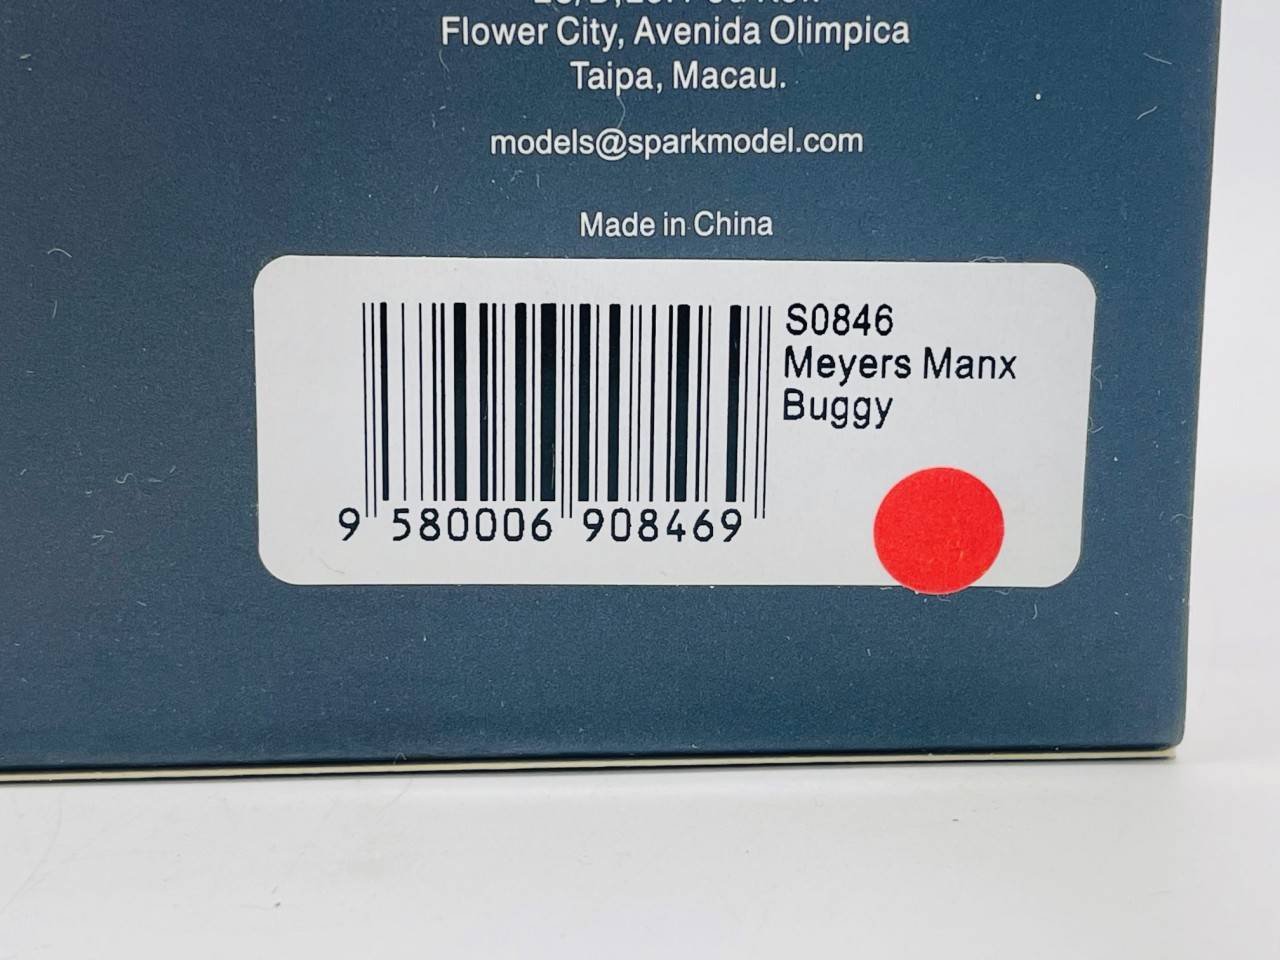 Flower City, Avenida Olimpica
Taipa, Macau.
models@sparkmodel.com
Made in China
S0846
Meyers Manx
Buggy
9 580006 908469